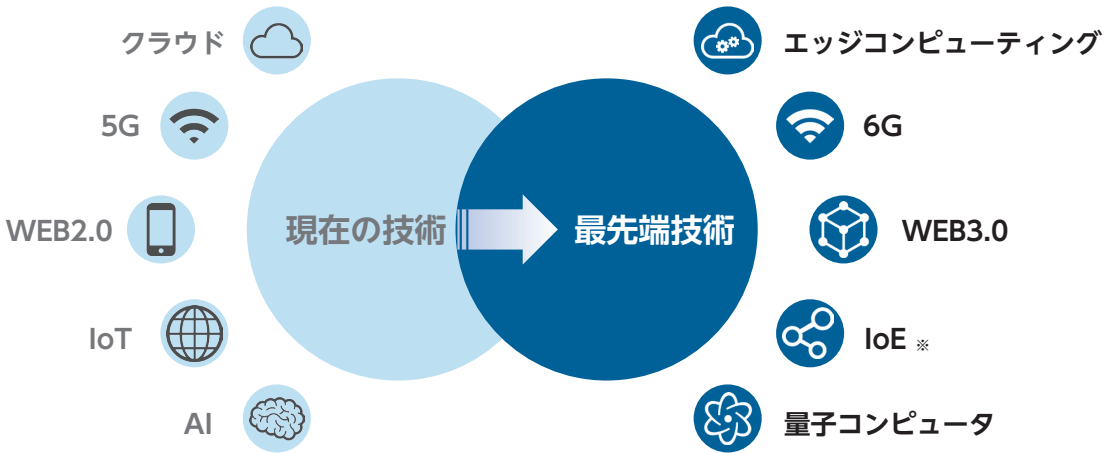 クラウド
5G
WEB2.0
IoT
AI
現在の技術
最先端技術
エッジコンピューティング
6G
WEB3.0
IoE ※
量子コンピュータ